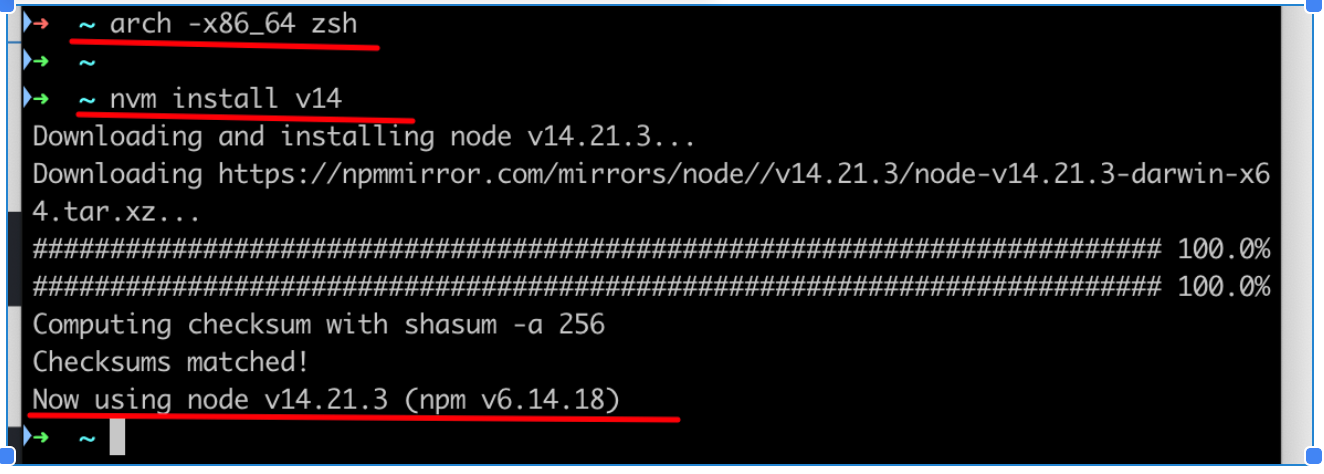 ➜ ~ arch -x86_64 zsh
➜ ~
➜ ~ nvm install v14
Downloading and installing node v14.21.3...
Downloading https://npmmirror.com/mirrors/node//v14.21.3/node-v14.21.3-darwin-x6
4.tar.xz...
######################################################################### 100.0%
######################################################################### 100.0%
Computing checksum with shasum -a 256
Checksums matched!
Now using node v14.21.3 (npm v6.14.18)
➜ ~